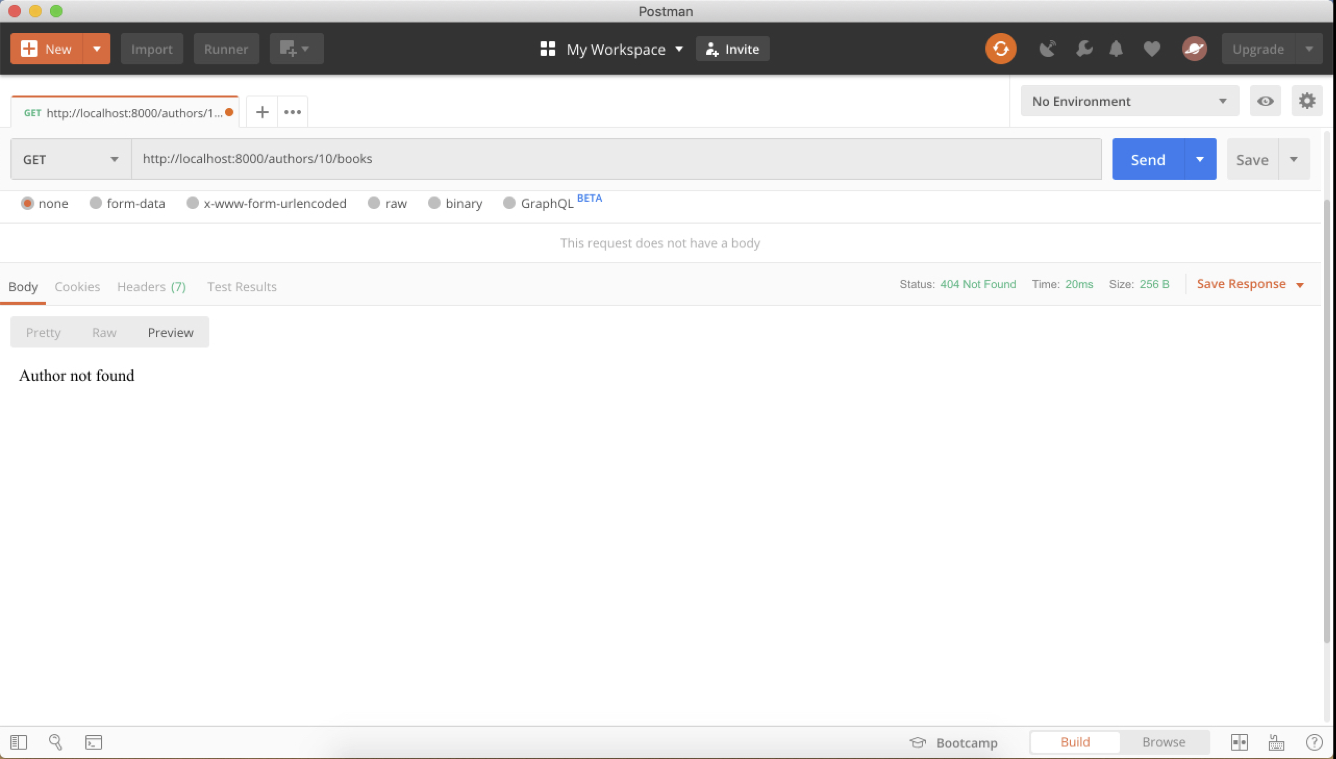 Postman
New Import Runner My Workspace Invite Upgrade
GET http://localhost:8000/authors/1... No Environment
GET http://localhost:8000/authors/10/books Send Save
none form-data x-www-form-urlencoded raw binary GraphQL BETA
This request does not have a body
Body Cookies Headers (7) Test Results Status: 404 Not Found Time: 20ms Size: 256 B Save Response
Pretty Raw Preview
Author not found
Bootcamp Build Browse